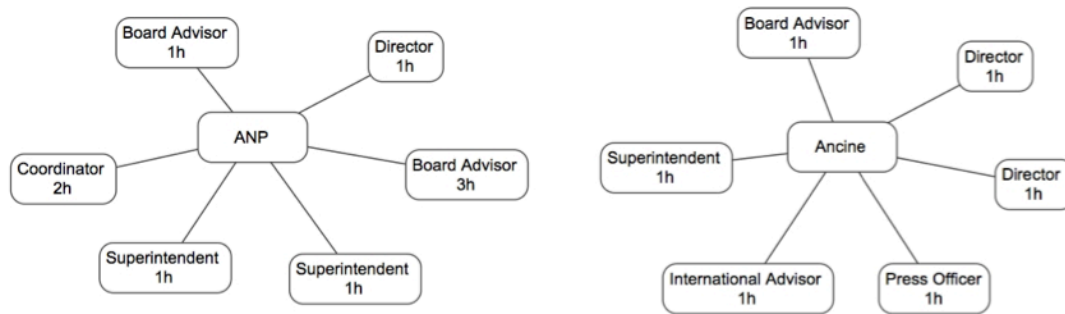 Board Advisor
1h
Director
1h
ANP
Coordinator
2h
Board Advisor
3h
Superintendent
1h
Superintendent
1h
Board Advisor
1h
Director
1h
Ancine
Superintendent
1h
Director
1h
International Advisor
1h
Press Officer
1h